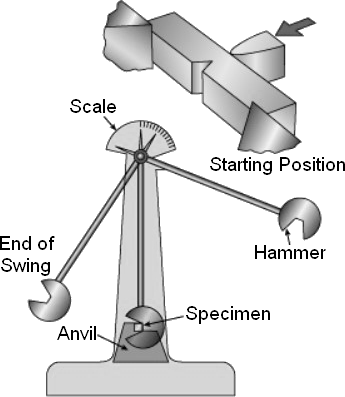 Scale
Starting Position
End of
Swing
Hammer
Specimen
Anvil